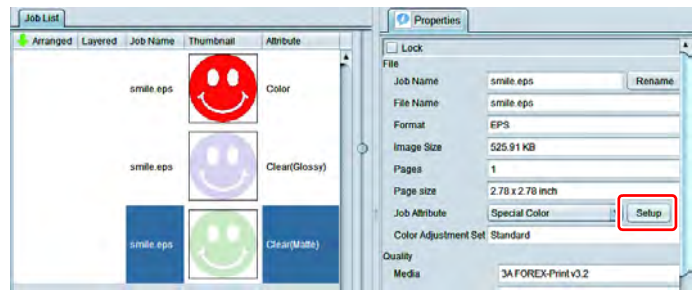 Job List
Arranged Layered Job Name Thumbnail Attribute
smile.eps Color
smile.eps Clear(Glossy)
smile.eps Clear(Matte)
Properties
Lock
File
Job Name smile.eps Rename
File Name smile.eps
Format EPS
Image Size 525.91 KB
Pages 1
Page size 2.78 x 2.78 inch
Job Attribute Special Color Setup
Color Adjustment Set Standard
Quality
Media 3A FOREX-Print v3.2